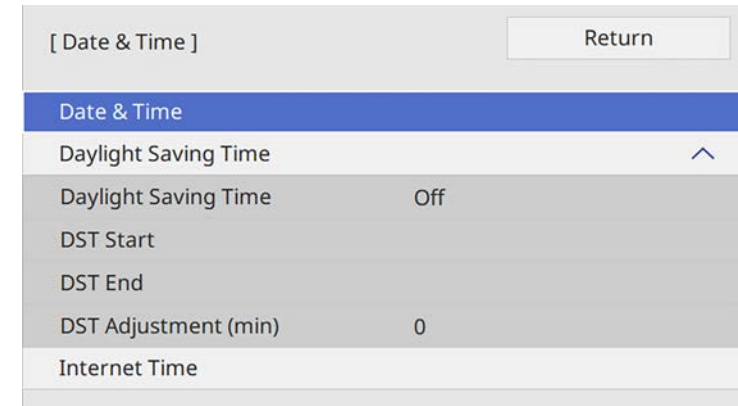 [ Date & Time ] Return
Date & Time
Daylight Saving Time
Daylight Saving Time Off
DST Start
DST End
DST Adjustment (min) 0
Internet Time